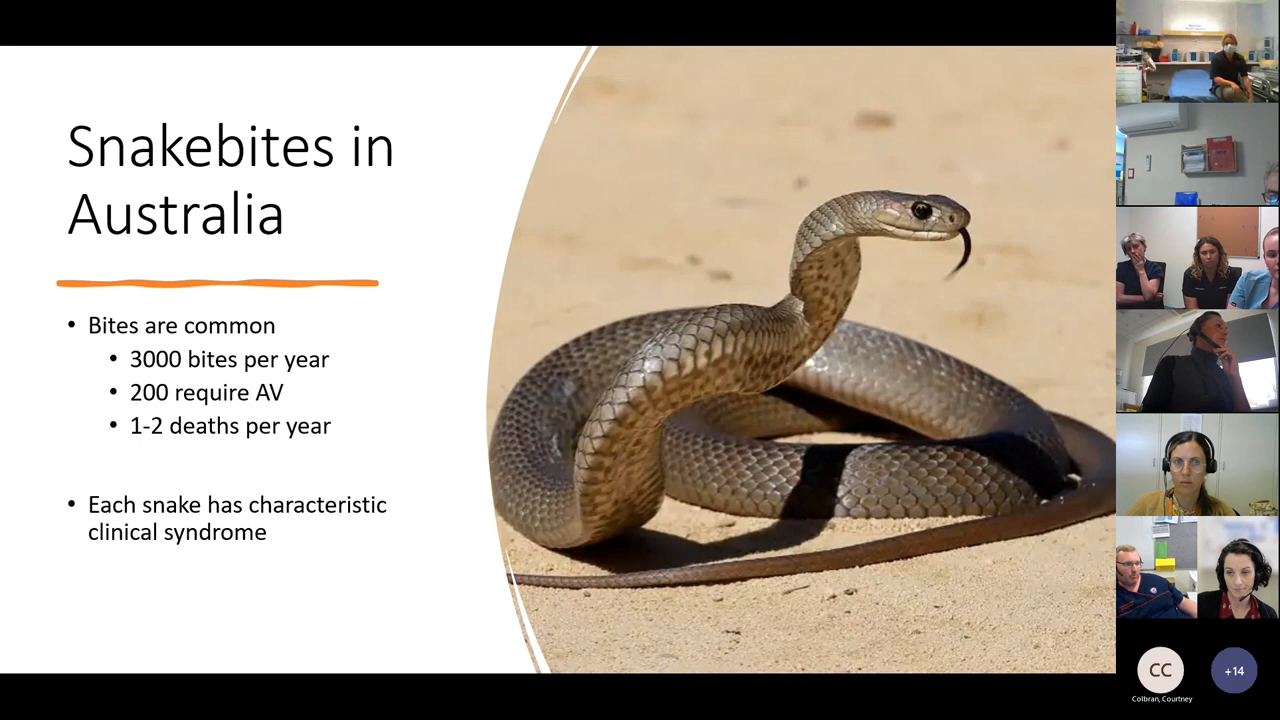 Snakebites in
Australia
• Bites are common
• 3000 bites per year
• 200 require AV
• 1-2 deaths per year
• Each snake has characteristic
clinical syndrome
CC
Colbran, Courtney
+14